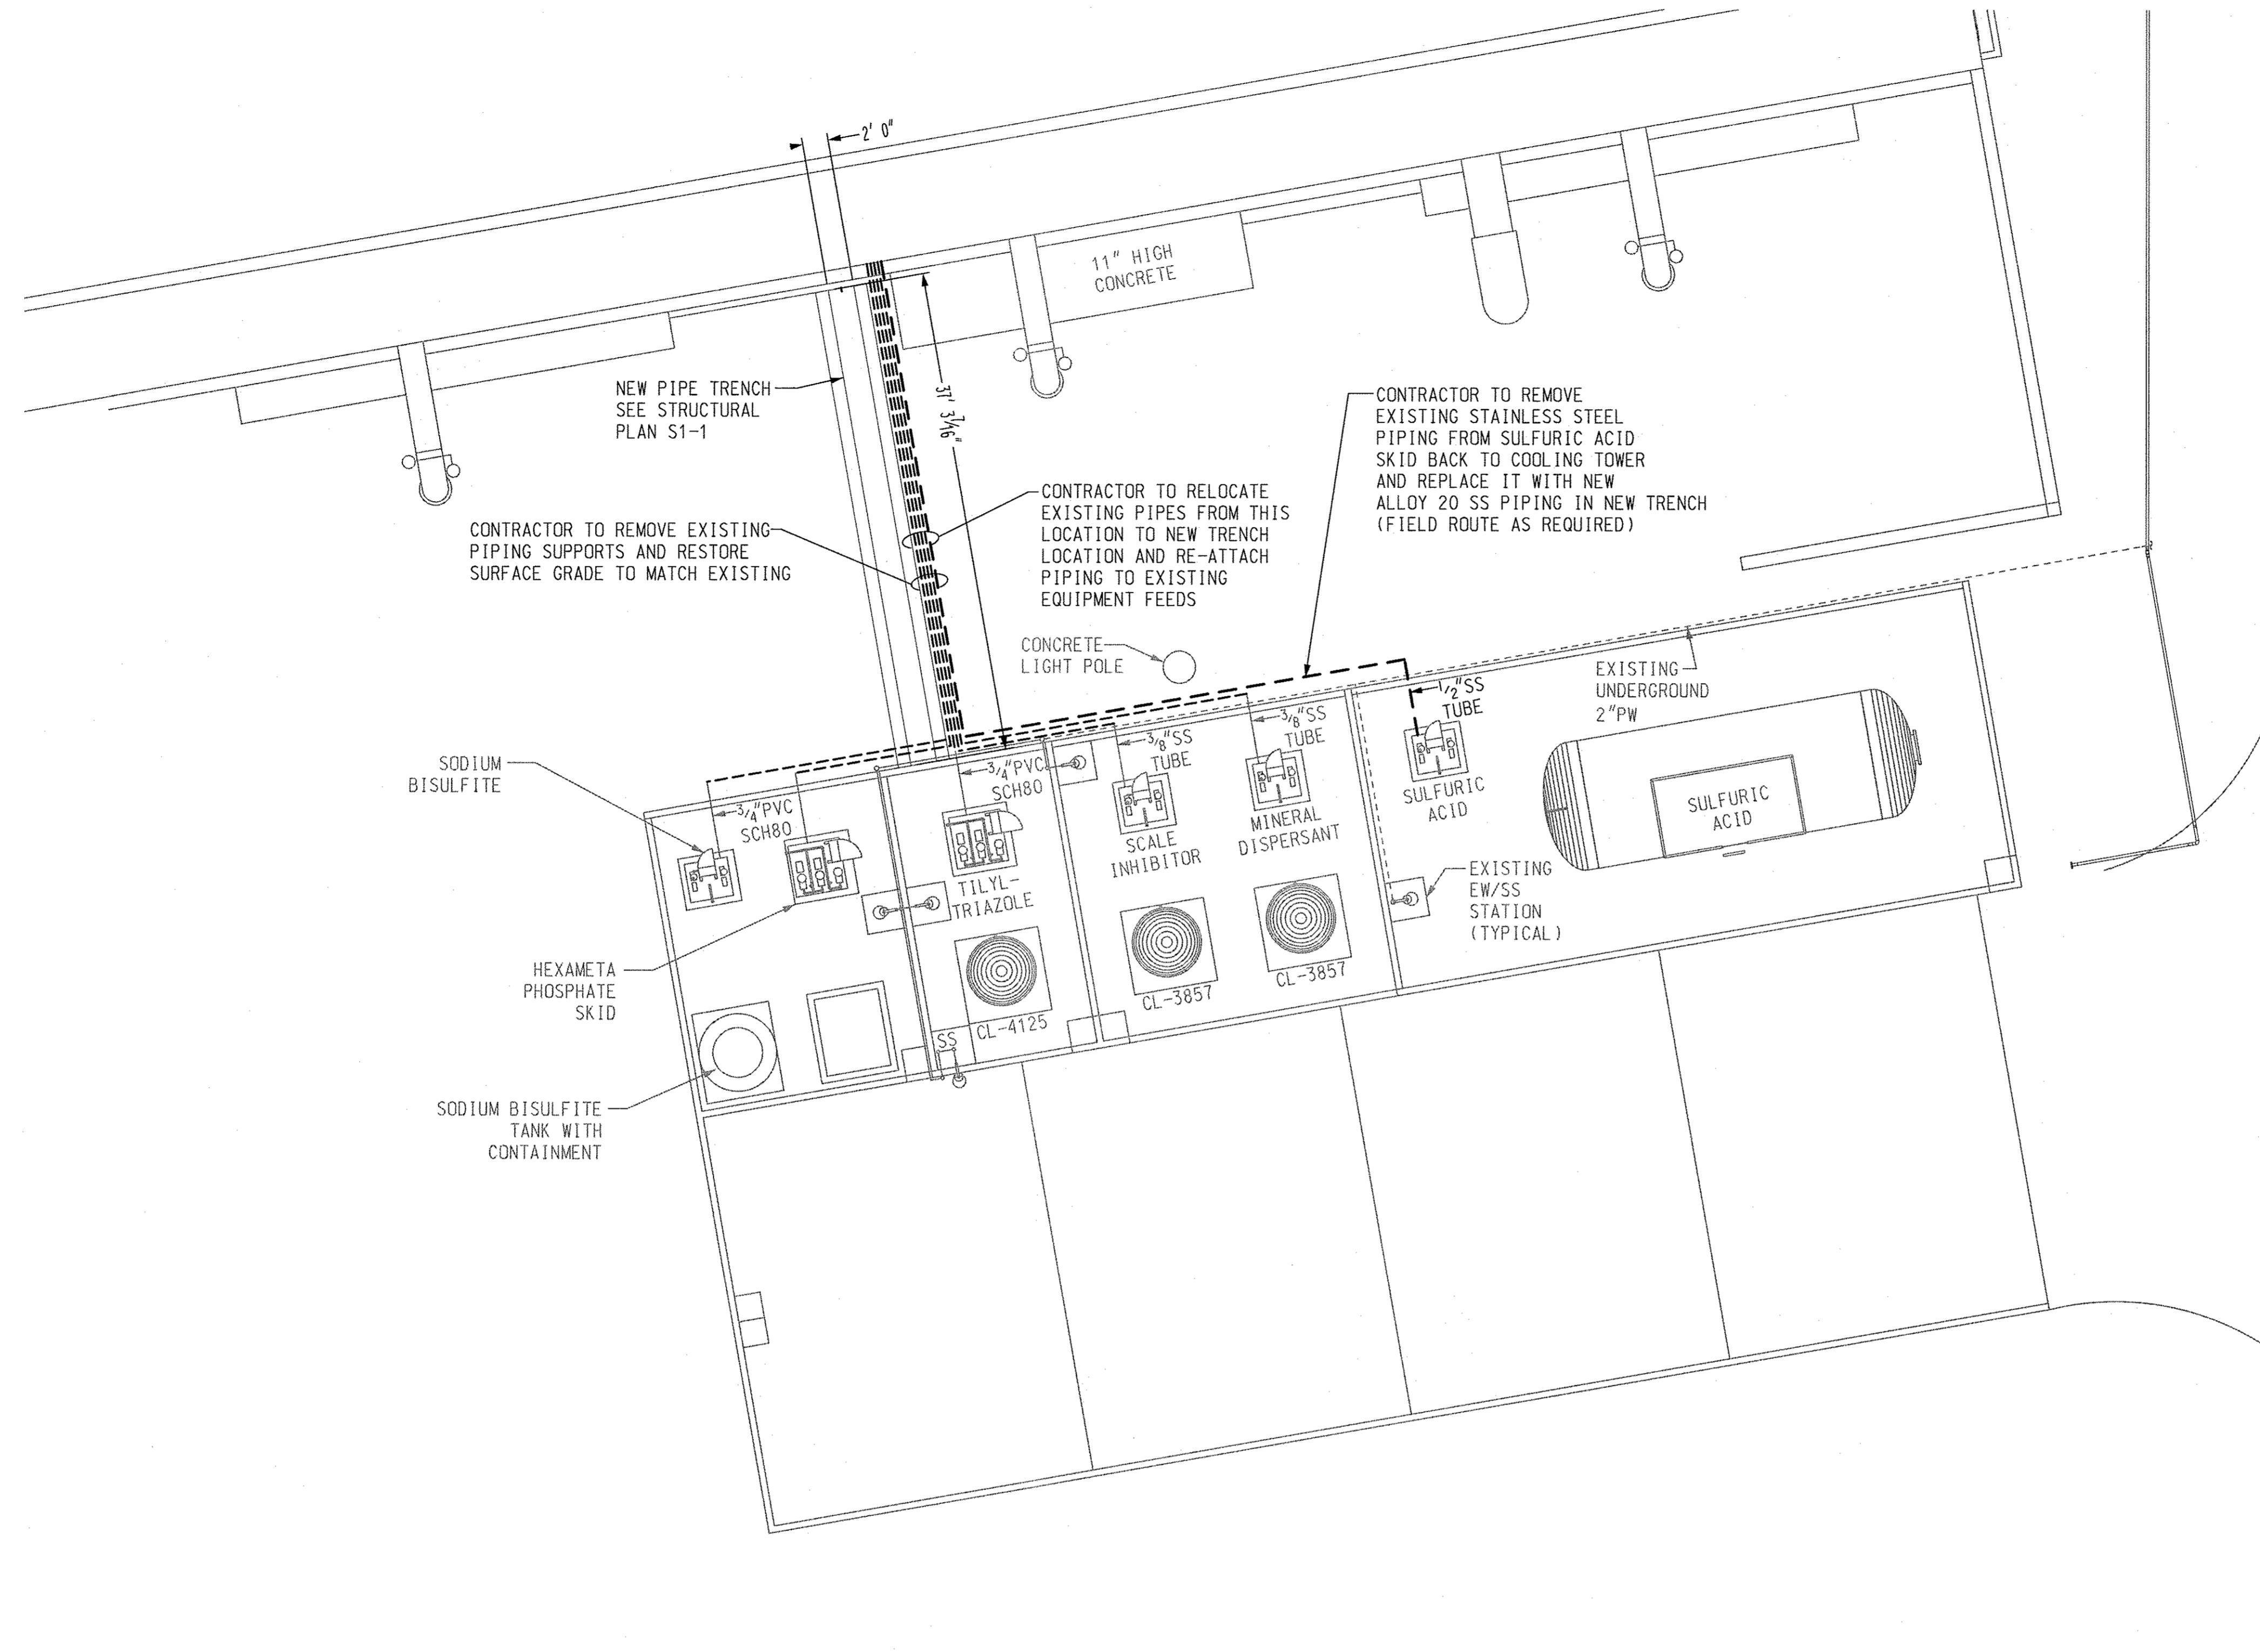 2' 0"
11" HIGH
CONCRETE
NEW PIPE TRENCH
SEE STRUCTURAL
PLAN S1-1
37' 3 7/16"
CONTRACTOR TO REMOVE
EXISTING STAINLESS STEEL
PIPING FROM SULFURIC ACID
SKID BACK TO COOLING TOWER
AND REPLACE IT WITH NEW
ALLOY 20 SS PIPING IN NEW TRENCH
(FIELD ROUTE AS REQUIRED)
CONTRACTOR TO RELOCATE
EXISTING PIPES FROM THIS
LOCATION TO NEW TRENCH
LOCATION AND RE-ATTACH
PIPING TO EXISTING
EQUIPMENT FEEDS
CONTRACTOR TO REMOVE EXISTING
PIPING SUPPORTS AND RESTORE
SURFACE GRADE TO MATCH EXISTING
CONCRETE
LIGHT POLE
EXISTING
UNDERGROUND
2"PW
1/2"SS
TUBE
3/8"SS
TUBE
3/8"SS
TUBE
3/4"PVC
SCH80
3/4"PVC
SCH80
SODIUM
BISULFITE
SULFURIC
ACID
SULFURIC
ACID
MINERAL
DISPERSANT
SCALE
INHIBITOR
TILYL-
TRIAZOLE
EXISTING
EW/SS
STATION
(TYPICAL)
HEXAMETA
PHOSPHATE
SKID
CL-3857
CL-3857
CL-4125
SS
SODIUM BISULFITE
TANK WITH
CONTAINMENT